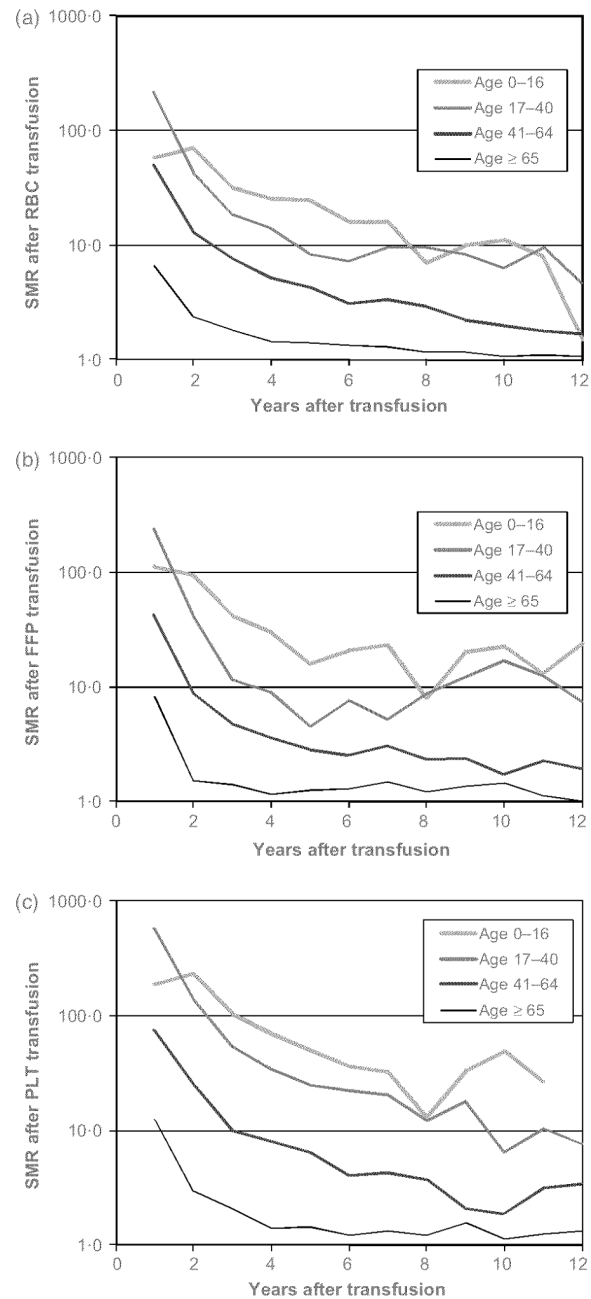 (a)
SMR after RBC transfusion
1000·0
100·0
10·0
1·0
Age 0–16
Age 17–40
Age 41–64
Age ≥ 65
0 2 4 6 8 10 12
Years after transfusion
(b)
SMR after FFP transfusion
1000·0
100·0
10·0
1·0
Age 0–16
Age 17–40
Age 41–64
Age ≥ 65
0 2 4 6 8 10 12
Years after transfusion
(c)
SMR after PLT transfusion
1000·0
100·0
10·0
1·0
Age 0–16
Age 17–40
Age 41–64
Age ≥ 65
0 2 4 6 8 10 12
Years after transfusion